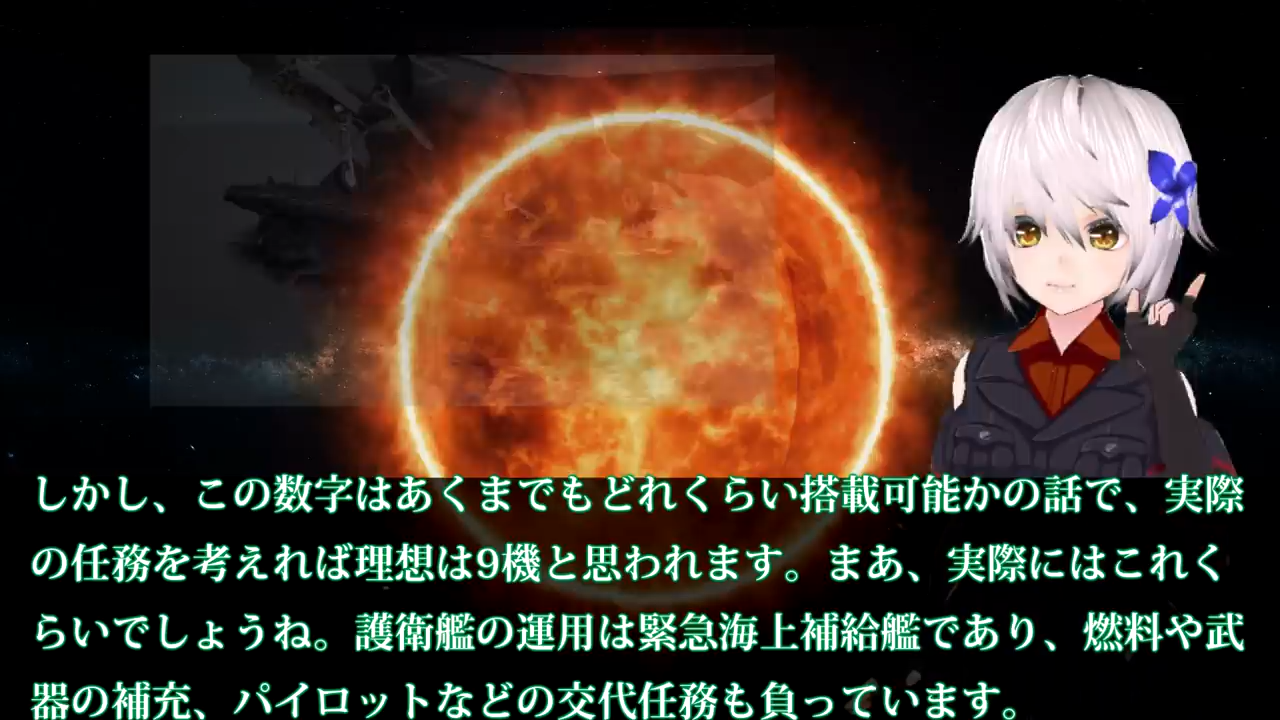 しかし、この数字はあくまでもどれくらい搭載可能かの話で、実際
の任務を考えれば理想は9機と思われます。まあ、実際にはこれく
らいでしょうね。護衛艦の運用は緊急海上補給艦であり、燃料や武
器の補充、パイロットなどの交代任務も負っています。